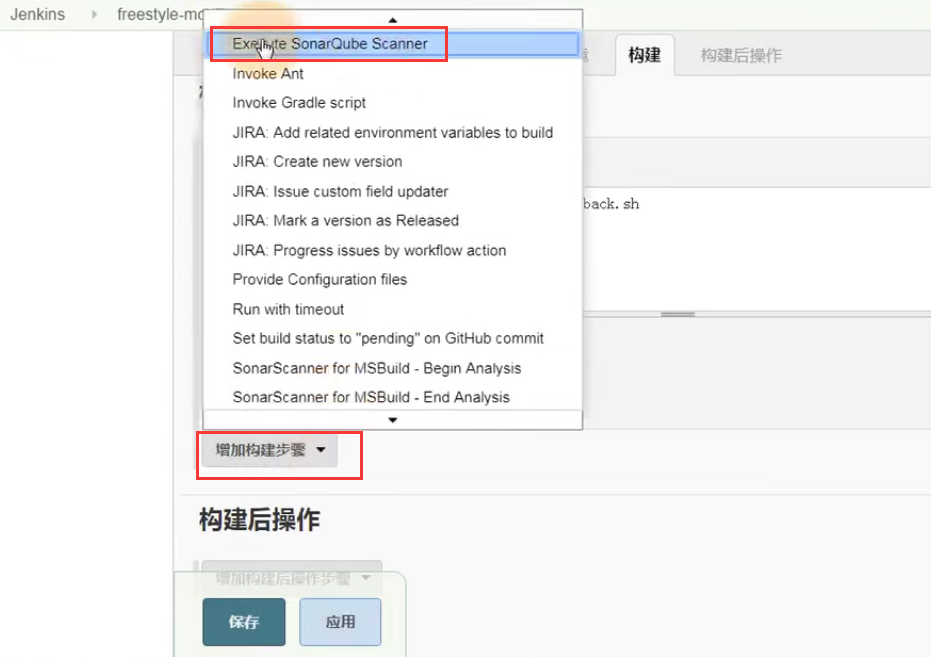 Jenkins
Execute SonarQube Scanner
构建
构建后操作
Invoke Ant
Invoke Gradle script
JIRA: Add related environment variables to build
JIRA: Create new version
JIRA: Issue custom field updater
back.sh
JIRA: Mark a version as Released
JIRA: Progress issues by workflow action
Provide Configuration files
Run with timeout
Set build status to "pending" on GitHub commit
SonarScanner for MSBuild - Begin Analysis
SonarScanner for MSBuild - End Analysis
增加构建步骤
构建后操作
增加构建后操作步骤
保存
应用